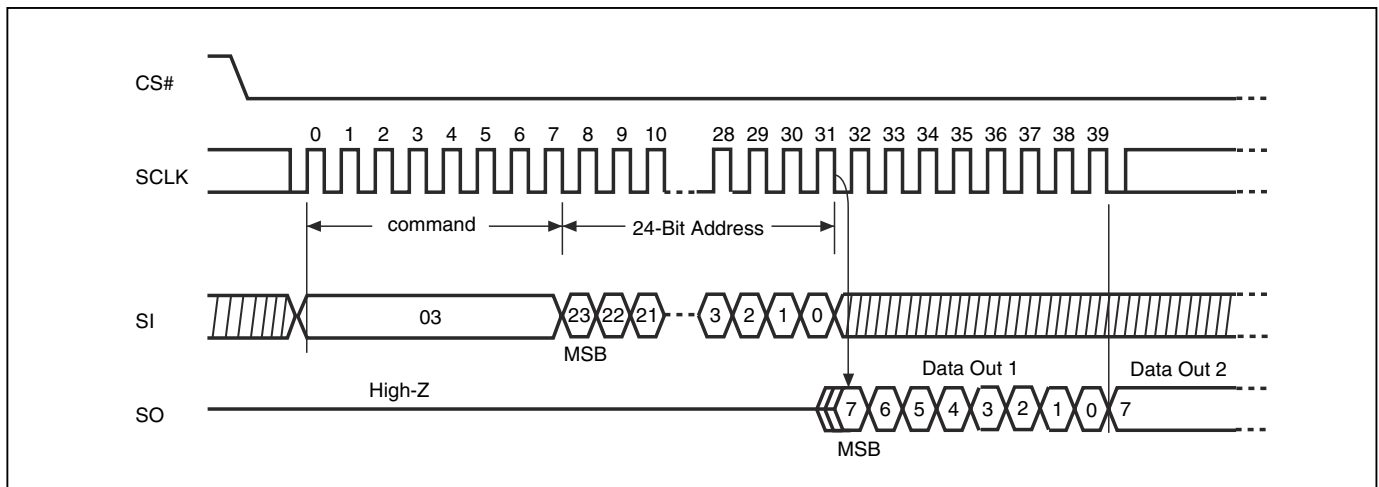 CS#
0 1 2 3 4 5 6 7 8 9 10 28 29 30 31 32 33 34 35 36 37 38 39
SCLK
command
24-Bit Address
SI
03
23 22 21 3 2 1 0
MSB
High-Z
Data Out 1
Data Out 2
SO
7 6 5 4 3 2 1 0 7
MSB